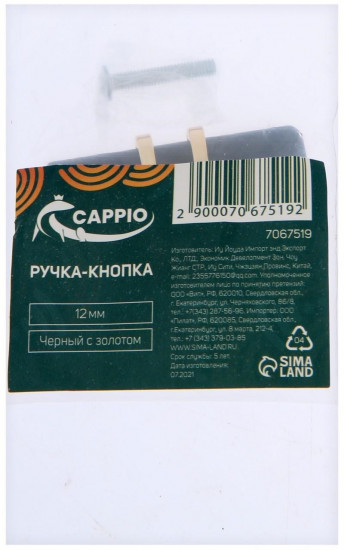 CAPPIO
РУЧКА-КНОПКА
12 мм
Черный с золотом
2 900070 675192
7067519
Изготовитель: Иу Йоуда Импорт энд Экспорт
Ко., ЛТД., Экономик Девелопмент Зон, Чоу
Жианг СТР., Иу Сити, Чжэцзян Провинс, Китай,
e-mail: 2355776150@qq.com. Уполномоченное
изготовителем лицо по принятию претензий:
ООО «Вит», РФ, 620010, Свердловская обл.,
г. Екатеринбург, ул. Черняховского, 86/8,
тел.: +7(343) 287-56-96. Импортер: ООО
«Пилат», РФ, 620085, Свердловская обл.,
г.Екатеринбург, ул. 8 марта, 212-4,
тел.: +7 (343) 379-03-85
WWW.SIMA-LAND.RU
Срок службы: 5 лет.
Дата изготовления:
07.2021
04
SIMA
LAND